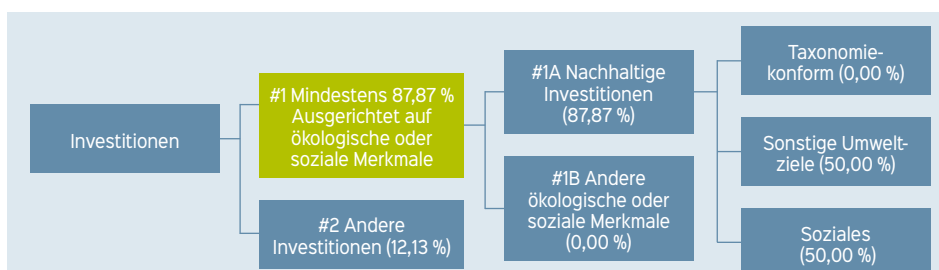 Investitionen
#1 Mindestens 87,87 %
Ausgerichtet auf
ökologische oder
soziale Merkmale
#2 Andere
Investitionen (12,13 %)
#1A Nachhaltige
Investitionen
(87,87 %)
#1B Andere
ökologische oder
soziale Merkmale
(0,00 %)
Taxonomie-
konform (0,00 %)
Sonstige Umwelt-
ziele (50,00 %)
Soziales
(50,00 %)